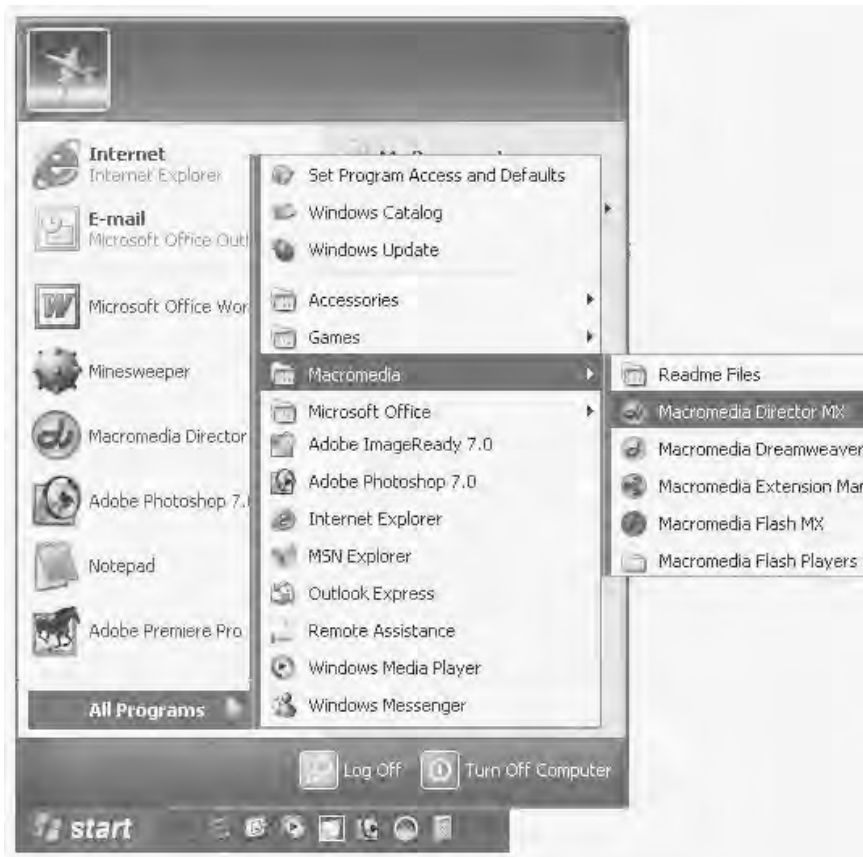 Internet
Internet Explorer
E-mail
Microsoft Office Outl
Microsoft Office Wor
Minesweeper
Macromedia Director
Adobe Photoshop 7.
Notepad
Adobe Premiere Pro
All Programs
Set Program Access and Defaults
Windows Catalog
Windows Update
Accessories
Games
Macromedia
Microsoft Office
Adobe ImageReady 7.0
Adobe Photoshop 7.0
Internet Explorer
MSN Explorer
Outlook Express
Remote Assistance
Windows Media Player
Windows Messenger
Readme Files
Macromedia Director MX
Macromedia Dreamweaver
Macromedia Extension Man
Macromedia Flash MX
Macromedia Flash Players
Log Off
Turn Off Computer
start